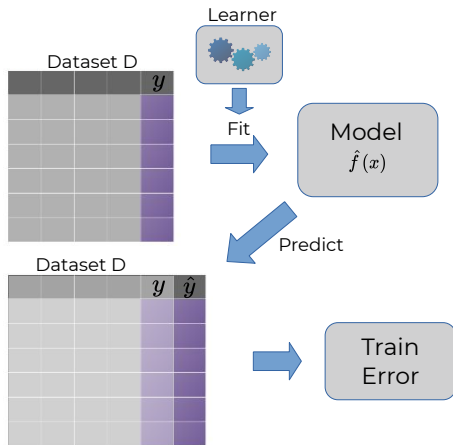 Learner
Dataset D
y
Fit
Model
f̂(x)
Predict
Dataset D
y ŷ
Train
Error